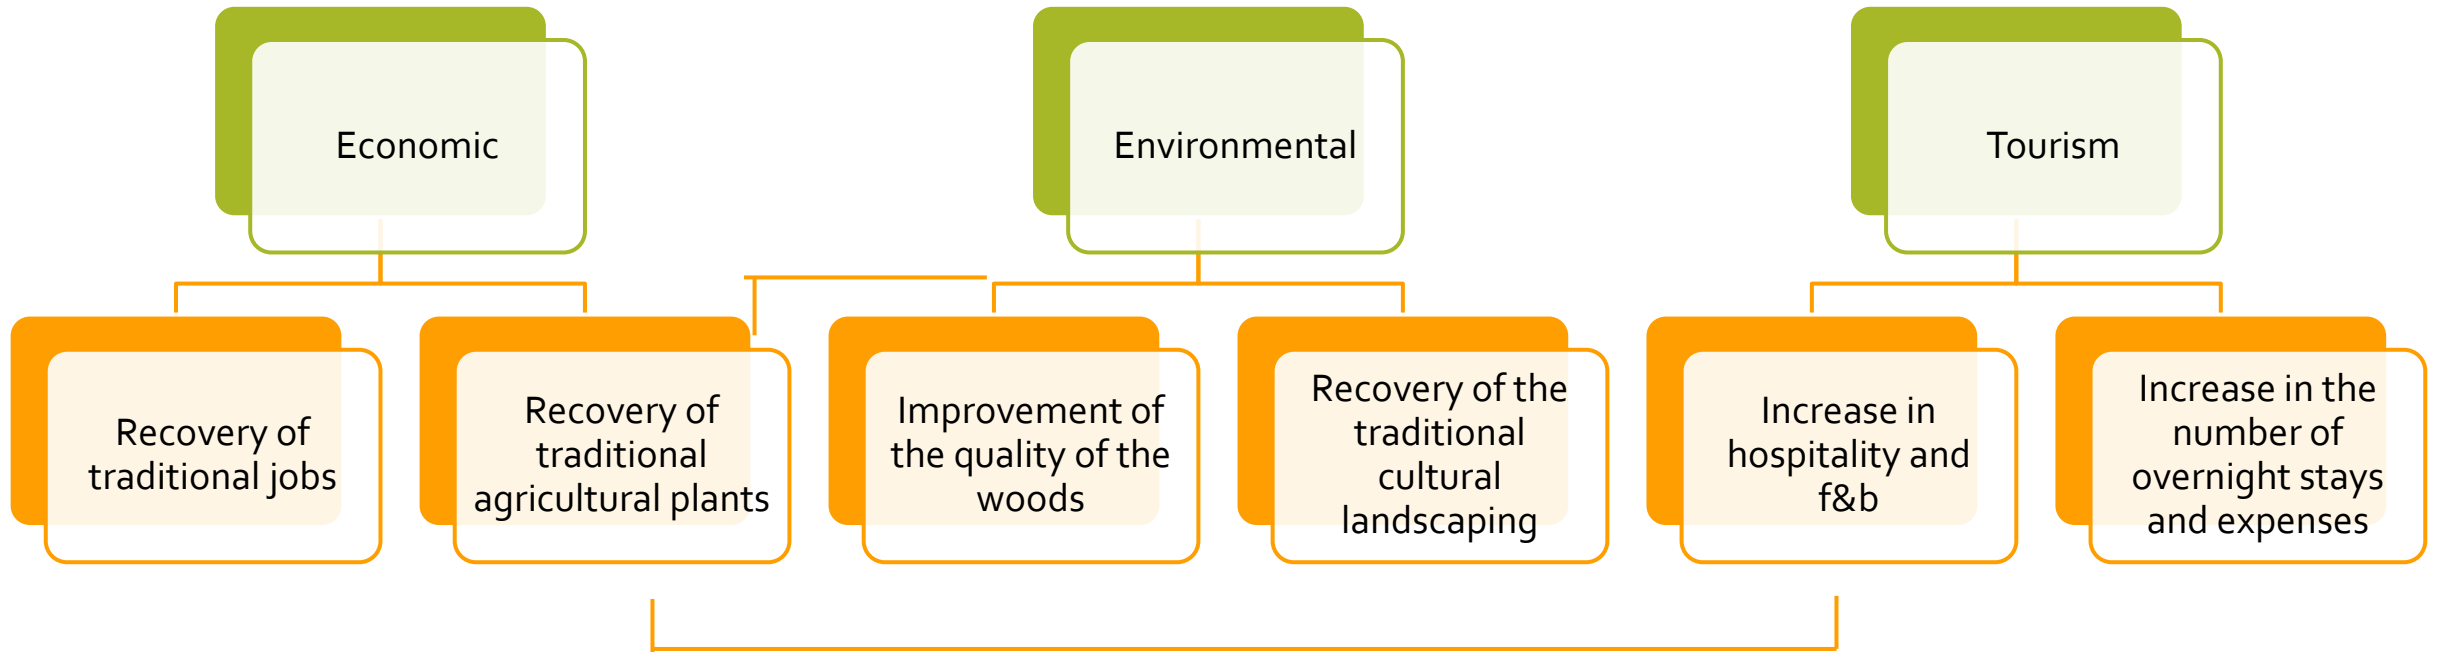 Economic
Environmental
Tourism
Recovery of
traditional jobs
Recovery of
traditional
agricultural plants
Improvement of
the quality of the
woods
Recovery of the
traditional
cultural
landscaping
Increase in
hospitality and
f&b
Increase in the
number of
overnight stays
and expenses